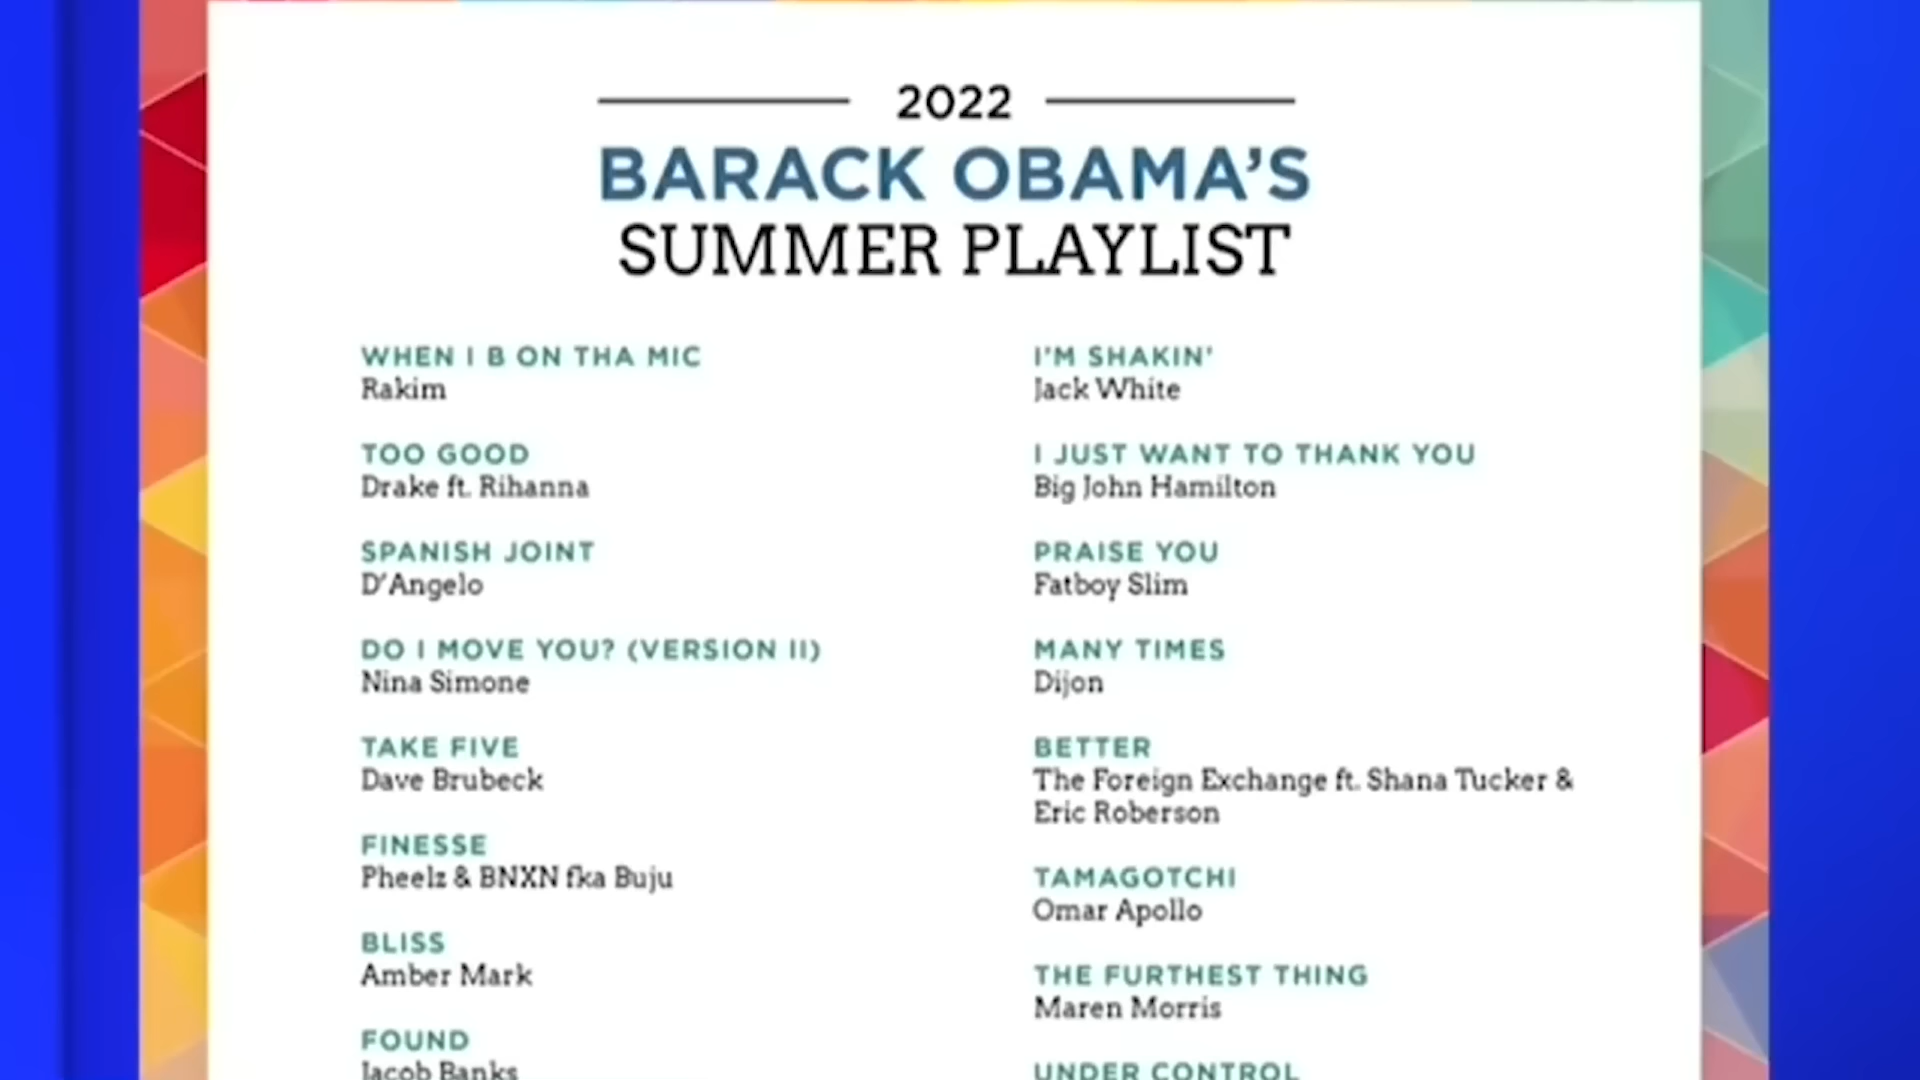 2022
BARACK OBAMA'S
SUMMER PLAYLIST
WHEN I B ON THA MIC
Rakim
TOO GOOD
Drake ft. Rihanna
SPANISH JOINT
D'Angelo
DO I MOVE YOU? (VERSION II)
Nina Simone
TAKE FIVE
Dave Brubeck
FINESSE
Pheelz & BNXN fka Buju
BLISS
Amber Mark
FOUND
Jacob Banks
I'M SHAKIN'
Jack White
I JUST WANT TO THANK YOU
Big John Hamilton
PRAISE YOU
Fatboy Slim
MANY TIMES
Dijon
BETTER
The Foreign Exchange ft. Shana Tucker &
Eric Roberson
TAMAGOTCHI
Omar Apollo
THE FURTHEST THING
Maren Morris
UNDER CONTROL